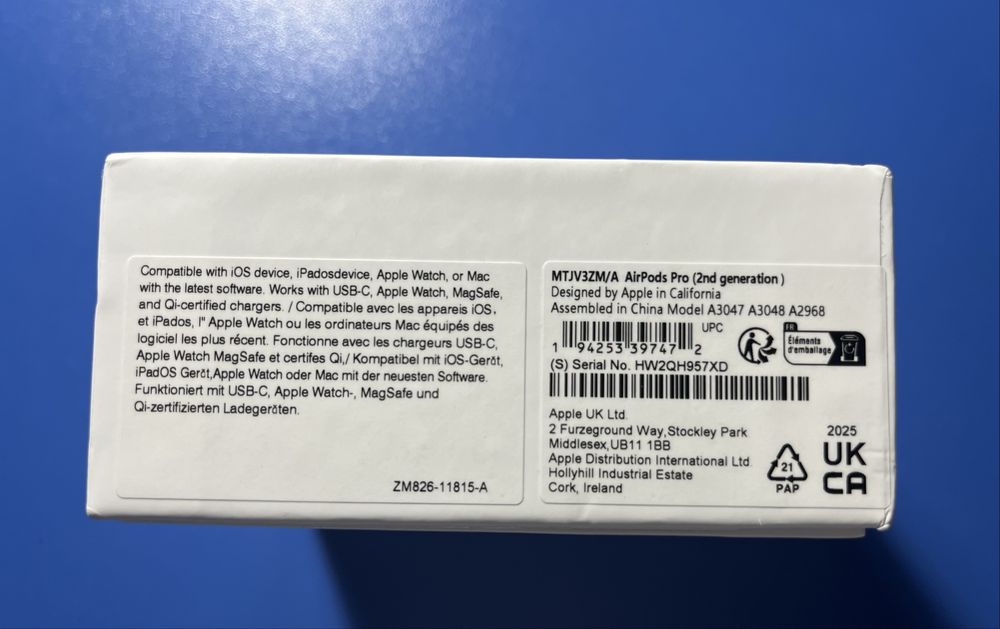 Compatible with iOS device, iPadosdevice, Apple Watch, or Mac
with the latest software. Works with USB-C, Apple Watch, MagSafe,
and Qi-certified chargers. / Compatible avec les appareis iOS,
et iPados, l" Apple Watch ou les ordinateurs Mac équipés des
logiciel les plus récent. Fonctionne avec les chargeurs USB-C,
Apple Watch MagSafe et certifes Qi,/ Kompatibel mit iOS-Geröt,
iPadOS Geröt,Apple Watch oder Mac mit der neuesten Software.
Funktioniert mit USB-C, Apple Watch-, MagSafe und
Qi-zertifizierten Ladegeröten.
ZM826-11815-A
MTJV3ZM/A AirPods Pro (2nd generation )
Designed by Apple in California
Assembled in China Model A3047 A3048 A2968
UPC
1 94253 39747 2
FR
Éléments
d'emballage
(S) Serial No. HW2QH957XD
Apple UK Ltd.
2 Furzeground Way,Stockley Park
Middlesex,UB11 1BB
Apple Distribution International Ltd
Hollyhill Industrial Estate
Cork, Ireland
21
PAP
2025
UK
CA